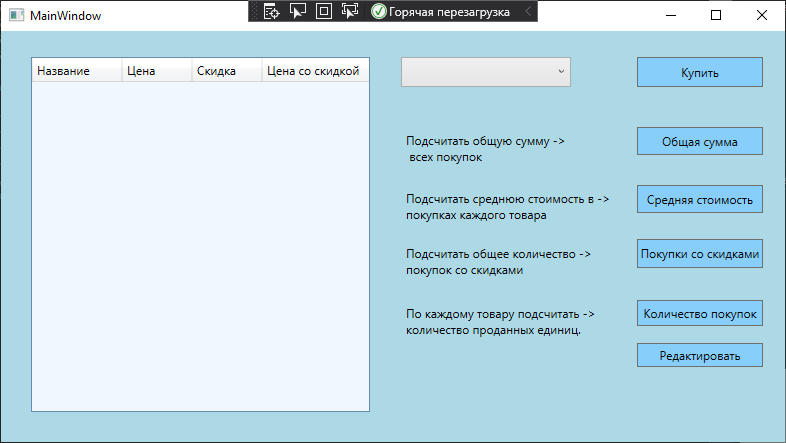 MainWindow
Горячая перезагрузка
Название Цена Скидка Цена со скидкой
Купить
Подсчитать общую сумму ->
всех покупок
Общая сумма
Подсчитать среднюю стоимость в ->
покупках каждого товара
Средняя стоимость
Подсчитать общее количество ->
покупок со скидками
Покупки со скидками
По каждому товару подсчитать ->
количество проданных единиц.
Количество покупок
Редактировать